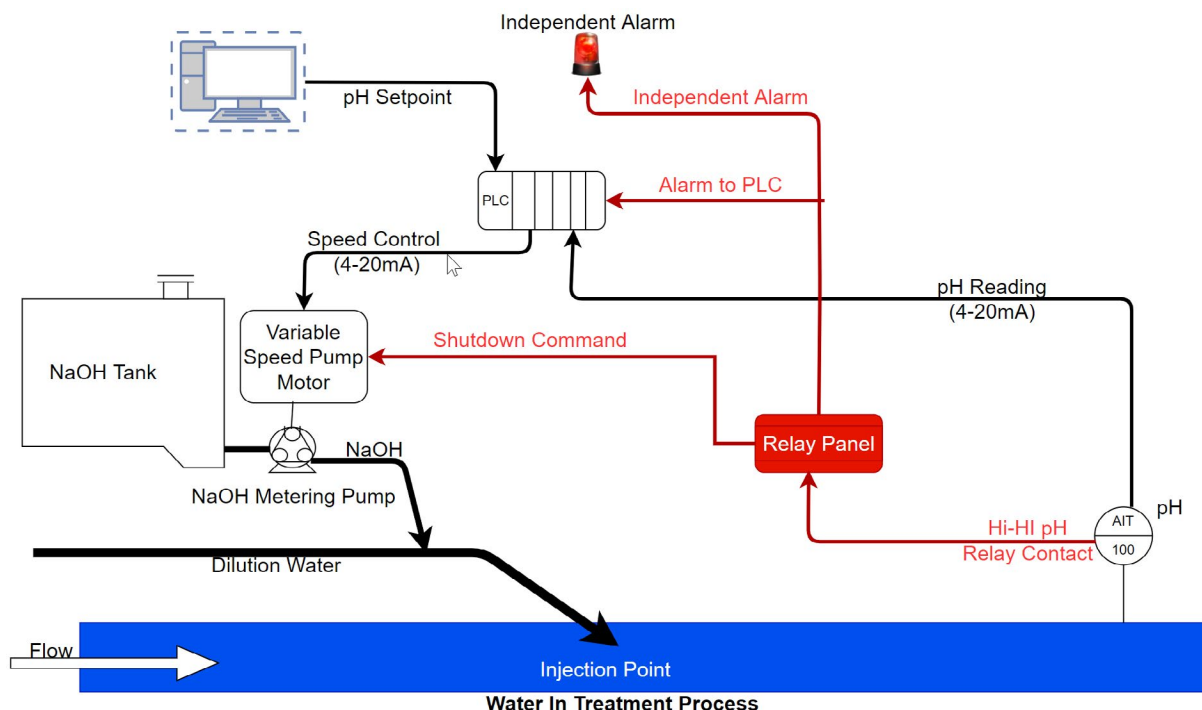 Independent Alarm
pH Setpoint
Independent Alarm
PLC
Alarm to PLC
Speed Control
(4-20mA)
pH Reading
(4-20mA)
Variable
Speed Pump
Motor
Shutdown Command
NaOH Tank
Relay Panel
NaOH
NaOH Metering Pump
pH
AIT
100
Hi-HI pH
Relay Contact
Dilution Water
Flow
Injection Point
Water In Treatment Process